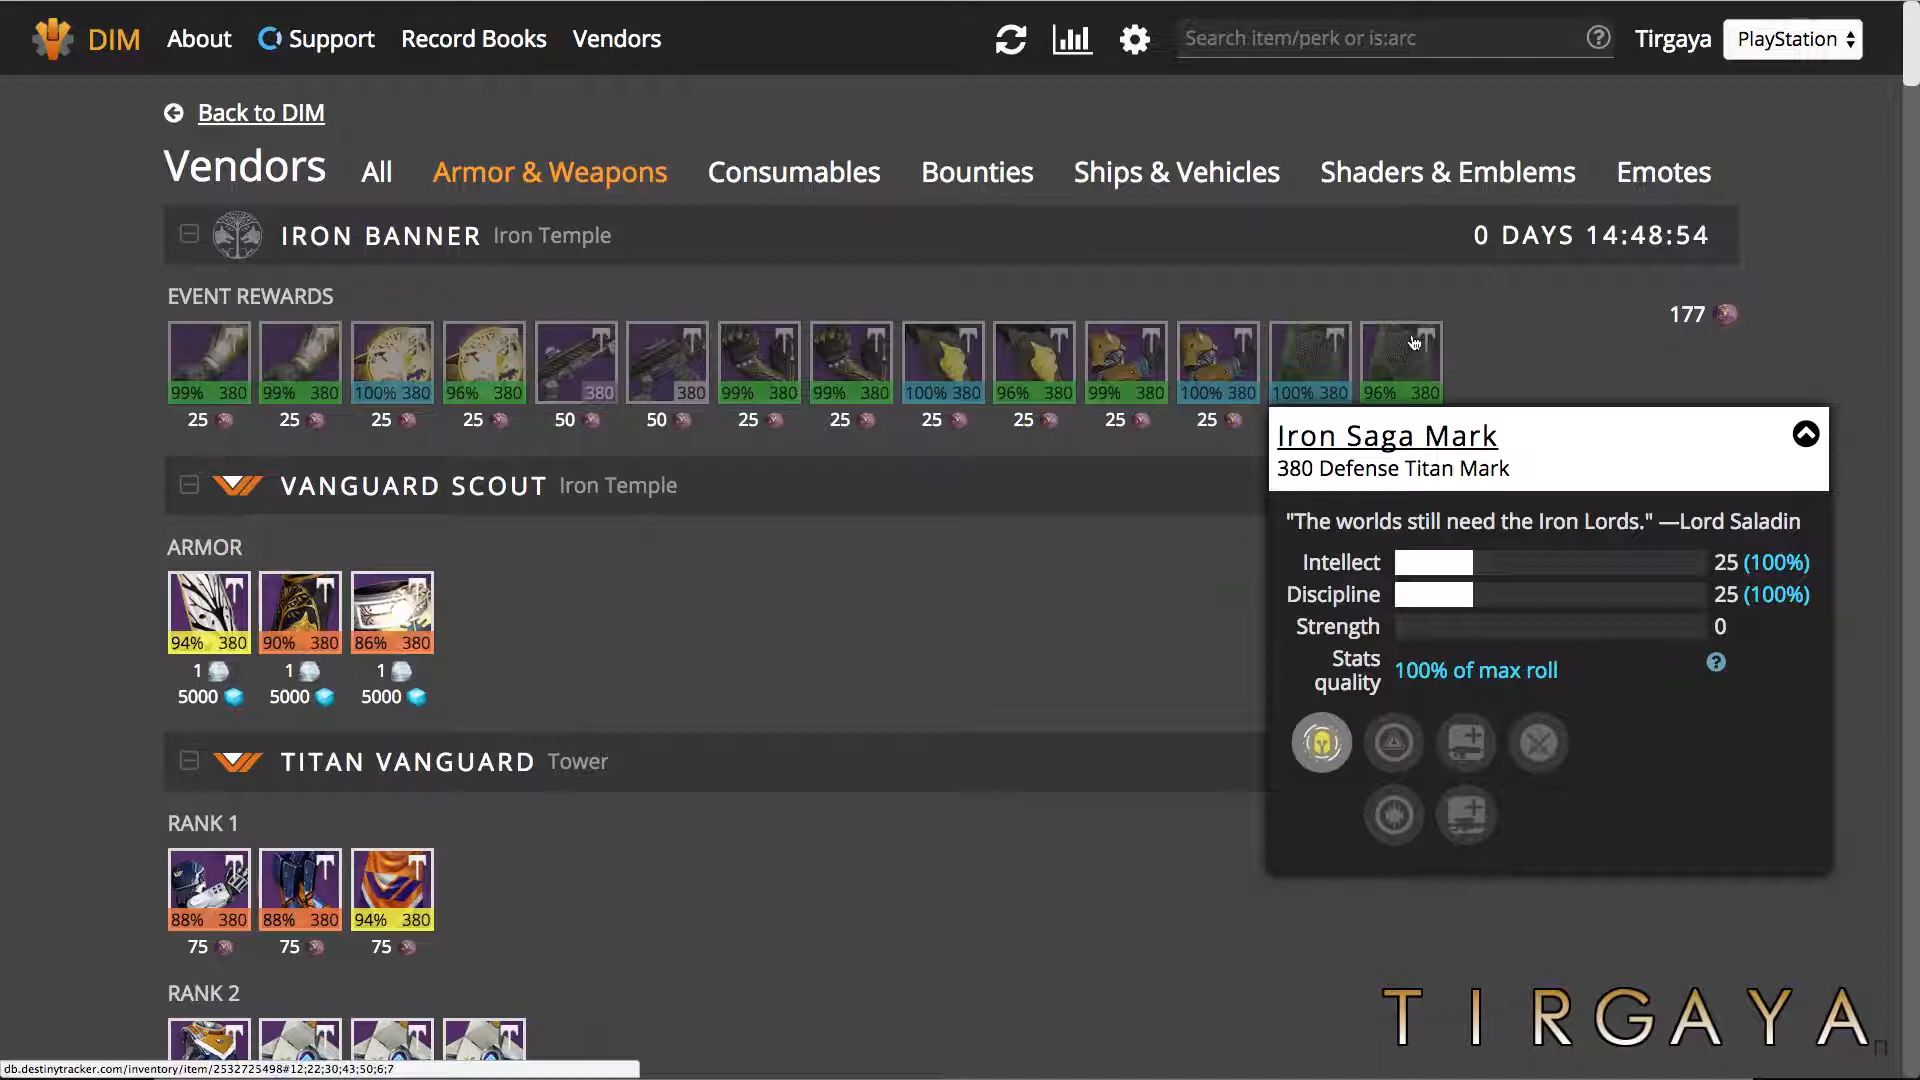 DIM About Support Record Books Vendors Search item/perk or is:arc Tirgaya PlayStation
Back to DIM
Vendors All Armor & Weapons Consumables Bounties Ships & Vehicles Shaders & Emblems Emotes
IRON BANNER Iron Temple 0 DAYS 14:48:54
EVENT REWARDS
177
99% 380 99% 380 100% 380 96% 380 380 380 99% 380 99% 380 100% 380 96% 380 99% 380 100% 380 100% 380 96% 380
25 25 25 25 50 50 25 25 25 25 25 25
Iron Saga Mark
380 Defense Titan Mark
"The worlds still need the Iron Lords." —Lord Saladin
Intellect 25 (100%)
Discipline 25 (100%)
Strength 0
Stats quality 100% of max roll
VANGUARD SCOUT Iron Temple
ARMOR
94% 380 90% 380 86% 380
1 1 1
5000 5000 5000
TITAN VANGUARD Tower
RANK 1
88% 380 88% 380 94% 380
75 75 75
RANK 2
TIRGAYA
db.destinytracker.com/inventory/item/2532725498#12;22;30;43;50;6;7